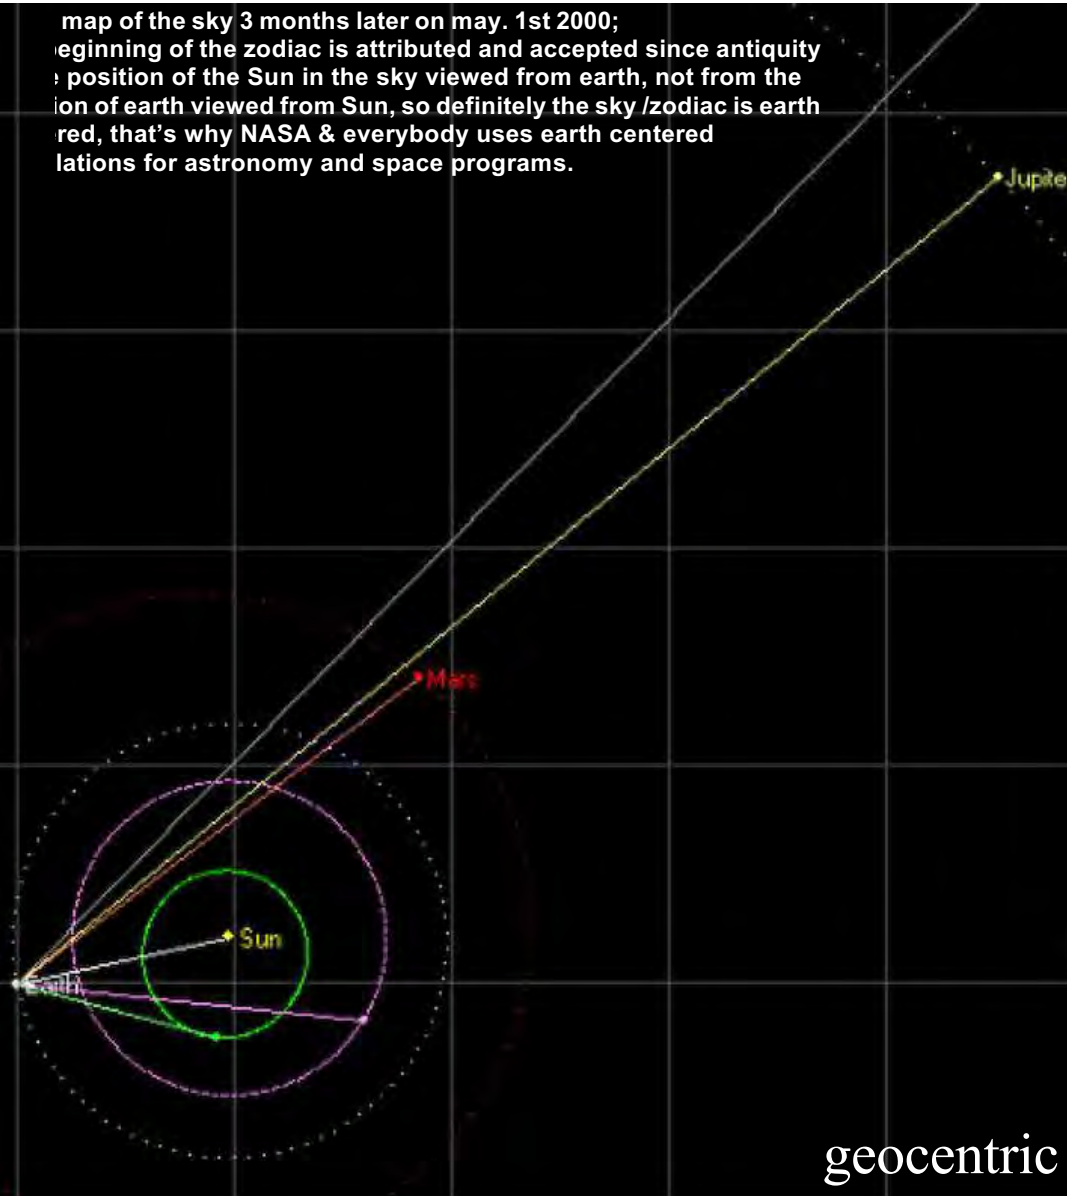 map of the sky 3 months later on may. 1st 2000;
eginning of the zodiac is attributed and accepted since antiquity
position of the Sun in the sky viewed from earth, not from the
ion of earth viewed from Sun, so definitely the sky /zodiac is earth
red, that’s why NASA & everybody uses earth centered
lations for astronomy and space programs.
Jupite
Mars
Sun
Earth
geocentric